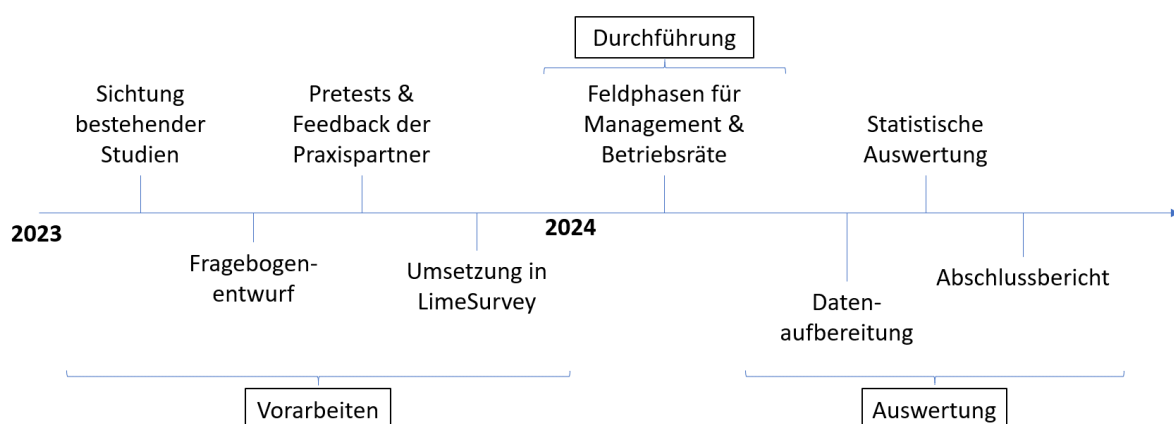 Durchführung
Sichtung
bestehender
Studien
Pretests &
Feedback der
Praxispartner
Feldphasen für
Management &
Betriebsräte
Statistische
Auswertung
2023
2024
Fragebogen-
entwurf
Umsetzung in
LimeSurvey
Daten-
aufbereitung
Abschlussbericht
Vorarbeiten
Auswertung